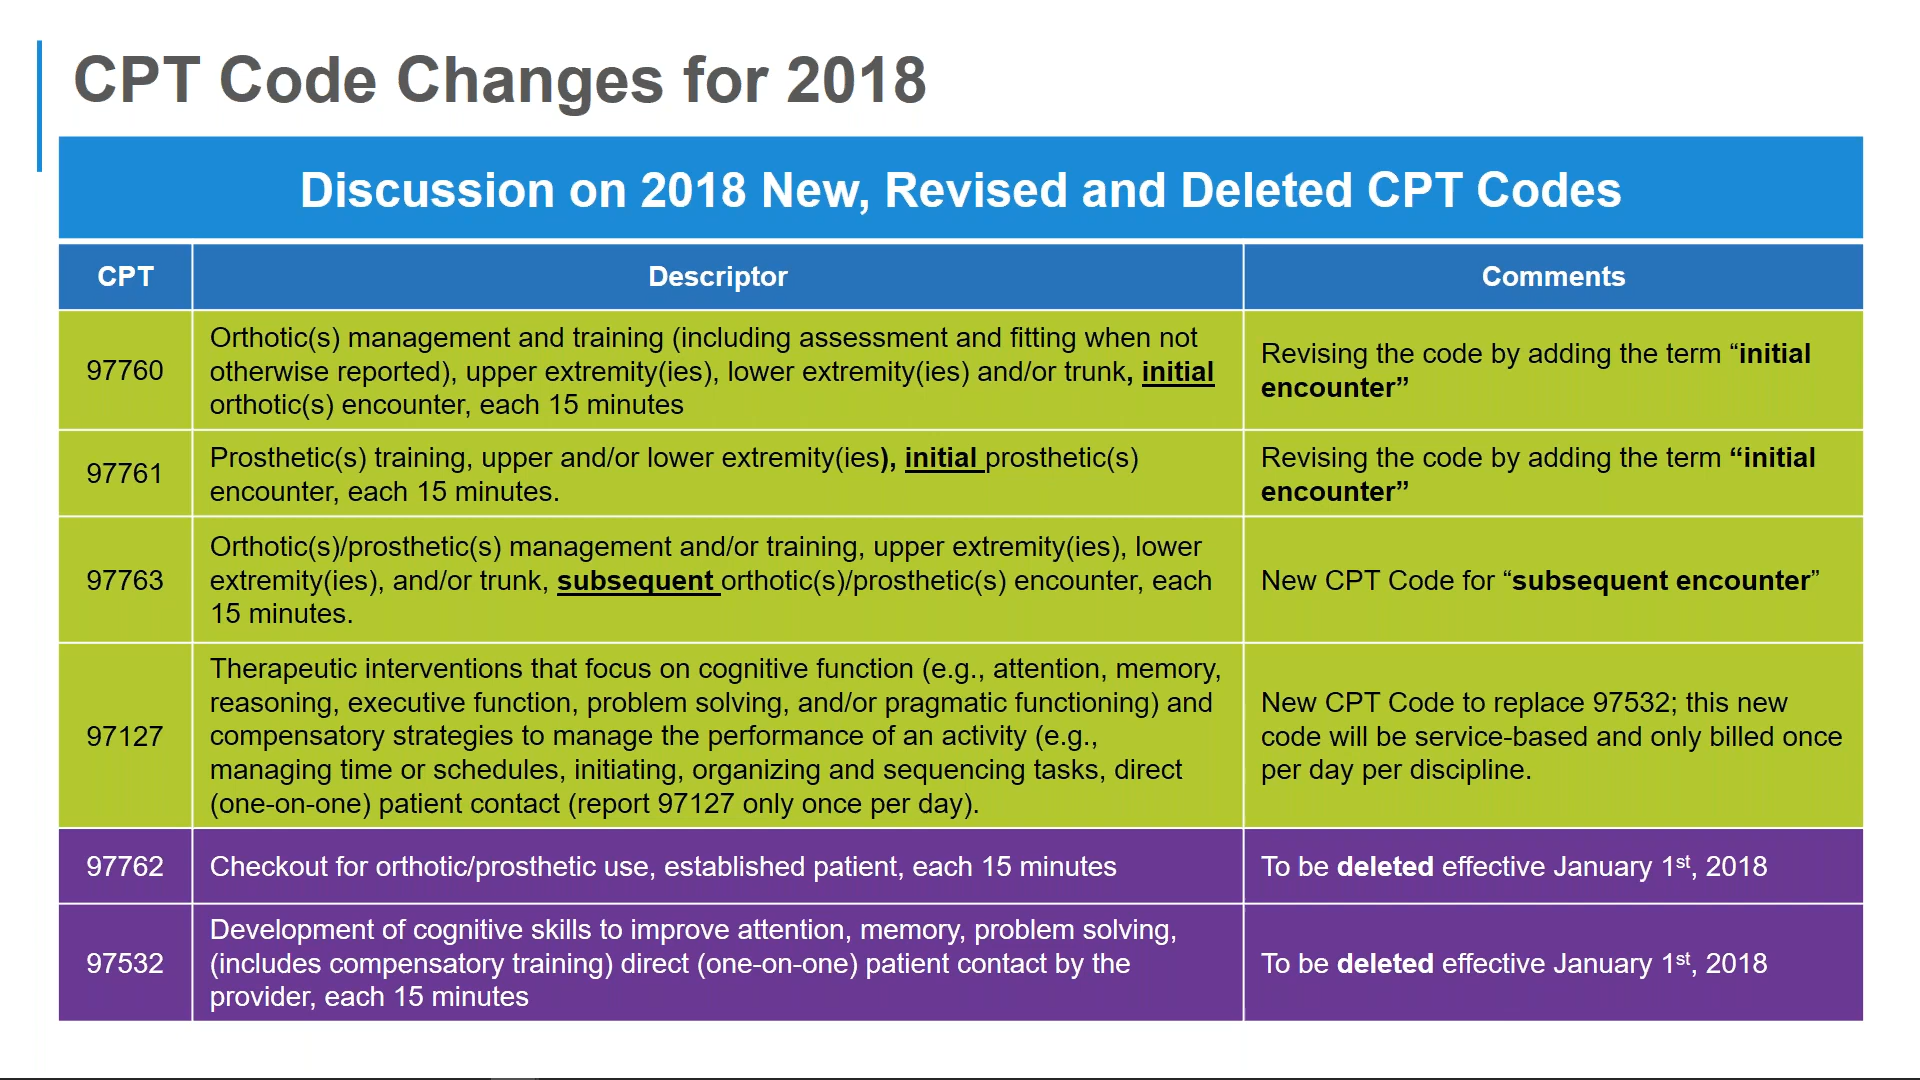 CPT Code Changes for 2018
Discussion on 2018 New, Revised and Deleted CPT Codes
CPT
Descriptor
Comments
97760
Orthotic(s) management and training (including assessment and fitting when not
otherwise reported), upper extremity(ies), lower extremity(ies) and/or trunk, initial
orthotic(s) encounter, each 15 minutes
Revising the code by adding the term “initial
encounter”
97761
Prosthetic(s) training, upper and/or lower extremity(ies), initial prosthetic(s)
encounter, each 15 minutes.
Revising the code by adding the term “initial
encounter”
97763
Orthotic(s)/prosthetic(s) management and/or training, upper extremity(ies), lower
extremity(ies), and/or trunk, subsequent orthotic(s)/prosthetic(s) encounter, each
15 minutes.
New CPT Code for “subsequent encounter”
97127
Therapeutic interventions that focus on cognitive function (e.g., attention, memory,
reasoning, executive function, problem solving, and/or pragmatic functioning) and
compensatory strategies to manage the performance of an activity (e.g.,
managing time or schedules, initiating, organizing and sequencing tasks, direct
(one-on-one) patient contact (report 97127 only once per day).
New CPT Code to replace 97532; this new
code will be service-based and only billed once
per day per discipline.
97762
Checkout for orthotic/prosthetic use, established patient, each 15 minutes
To be deleted effective January 1st, 2018
97532
Development of cognitive skills to improve attention, memory, problem solving,
(includes compensatory training) direct (one-on-one) patient contact by the
provider, each 15 minutes
To be deleted effective January 1st, 2018